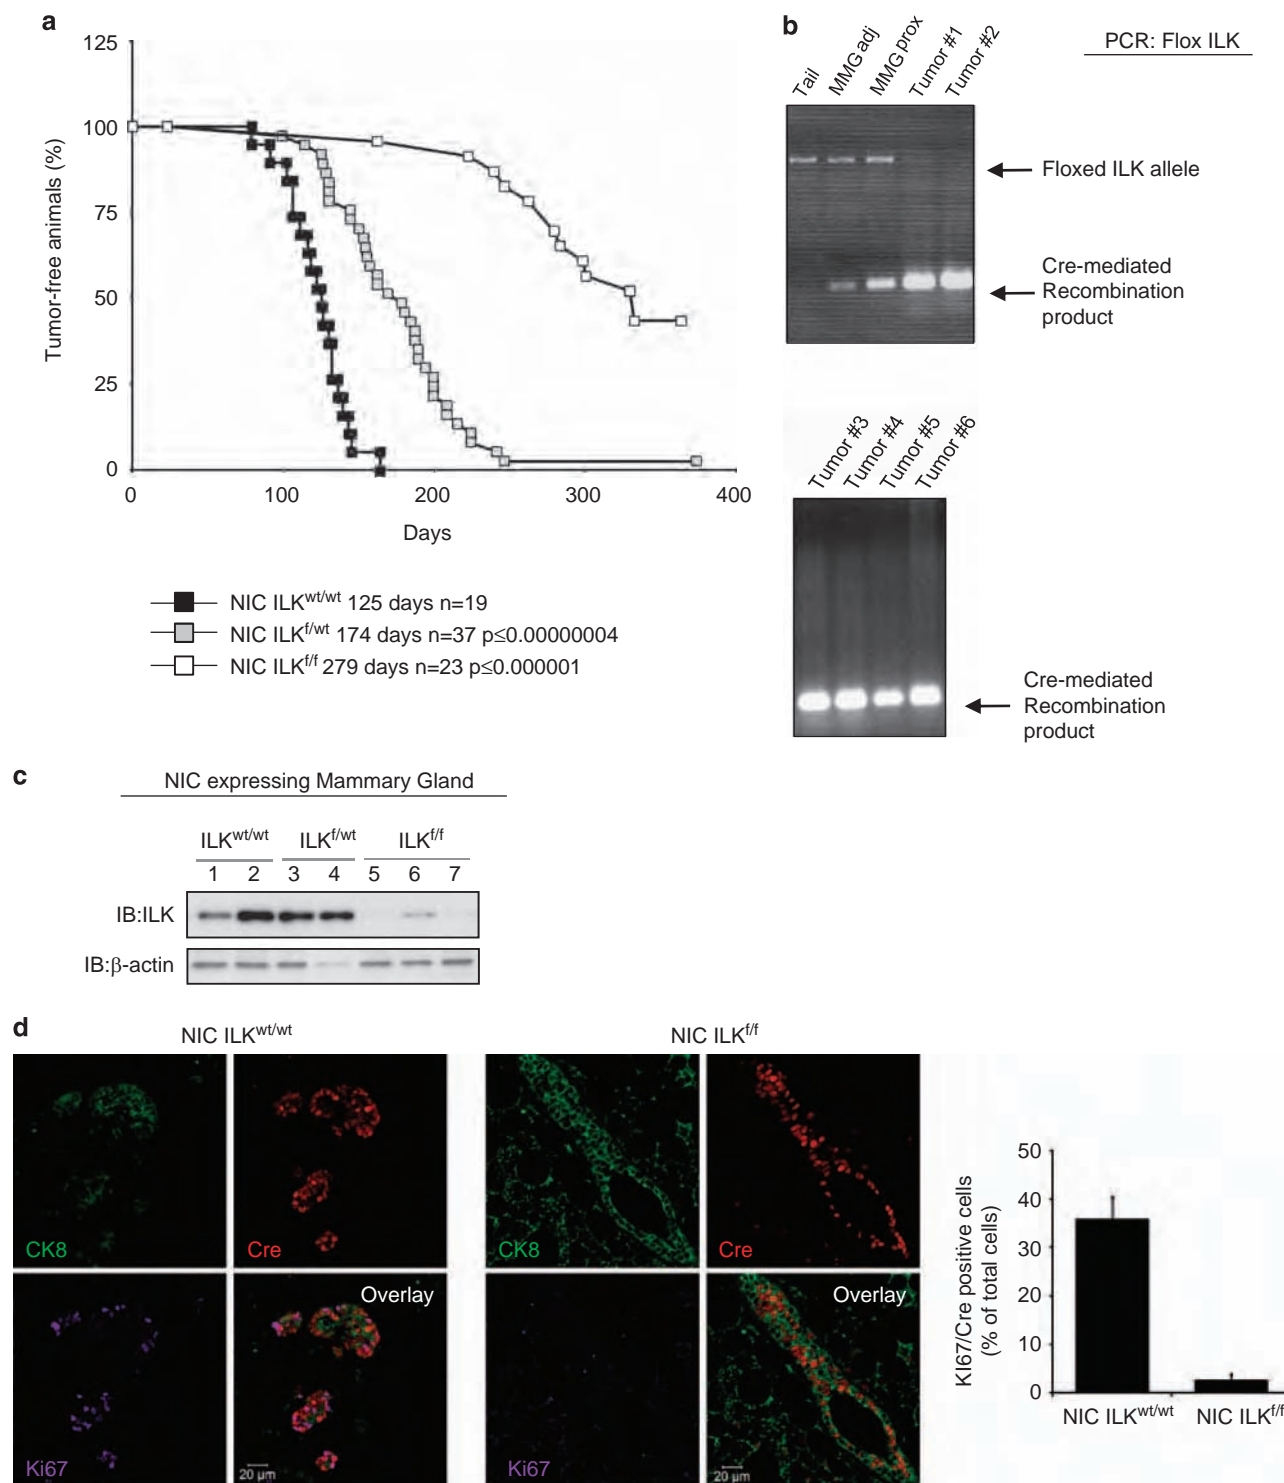 a
125
100
75
50
25
0
Tumor-free animals (%)
0 100 200 300 400
Days
NIC ILKwt/wt 125 days n=19
NIC ILKf/wt 174 days n=37 p≤0.00000004
NIC ILKf/f 279 days n=23 p≤0.000001
b
PCR: Flox ILK
Tail
MMG adj
MMG prox
Tumor #1
Tumor #2
Floxed ILK allele
Cre-mediated
Recombination
product
Tumor #3
Tumor #4
Tumor #5
Tumor #6
Cre-mediated
Recombination
product
c
NIC expressing Mammary Gland
ILKwt/wt ILKf/wt ILKf/f
1 2 3 4 5 6 7
IB:ILK
IB:β-actin
d
NIC ILKwt/wt
NIC ILKf/f
CK8
Cre
Ki67
Overlay
20 µm
CK8
Cre
Ki67
Overlay
20 µm
KI67/Cre positive cells
(% of total cells)
50
40
30
20
10
0
NIC ILKwt/wt NIC ILKf/f